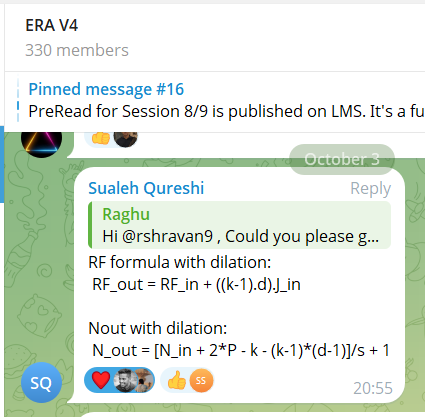 ERA V4
330 members
Pinned message #16
PreRead for Session 8/9 is published on LMS. It's a fu
October 3
Sualeh Qureshi
Reply
Raghu
Hi @rshravan9 , Could you please g...
RF formula with dilation:
RF_out = RF_in + ((k-1).d).J_in
Nout with dilation:
N_out = [N_in + 2*P - k - (k-1)*(d-1)]/s + 1
SQ
SS
20:55